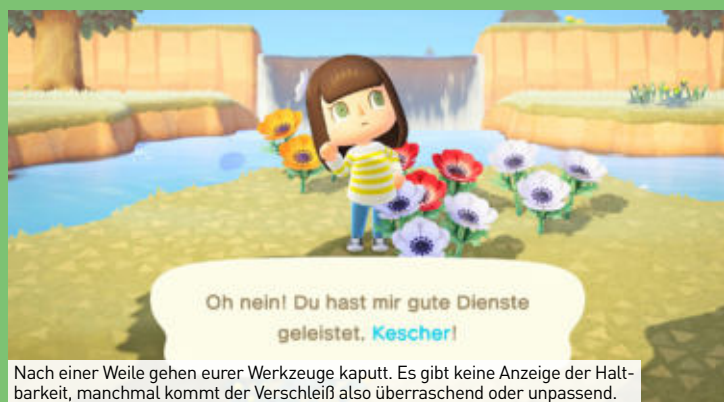 Oh nein! Du hast mir gute Dienste
geleistet, Kescher!
Nach einer Weile gehen eurer Werkzeuge kaputt. Es gibt keine Anzeige der Halt-
barkeit, manchmal kommt der Verschleiß also überraschend oder unpassend.